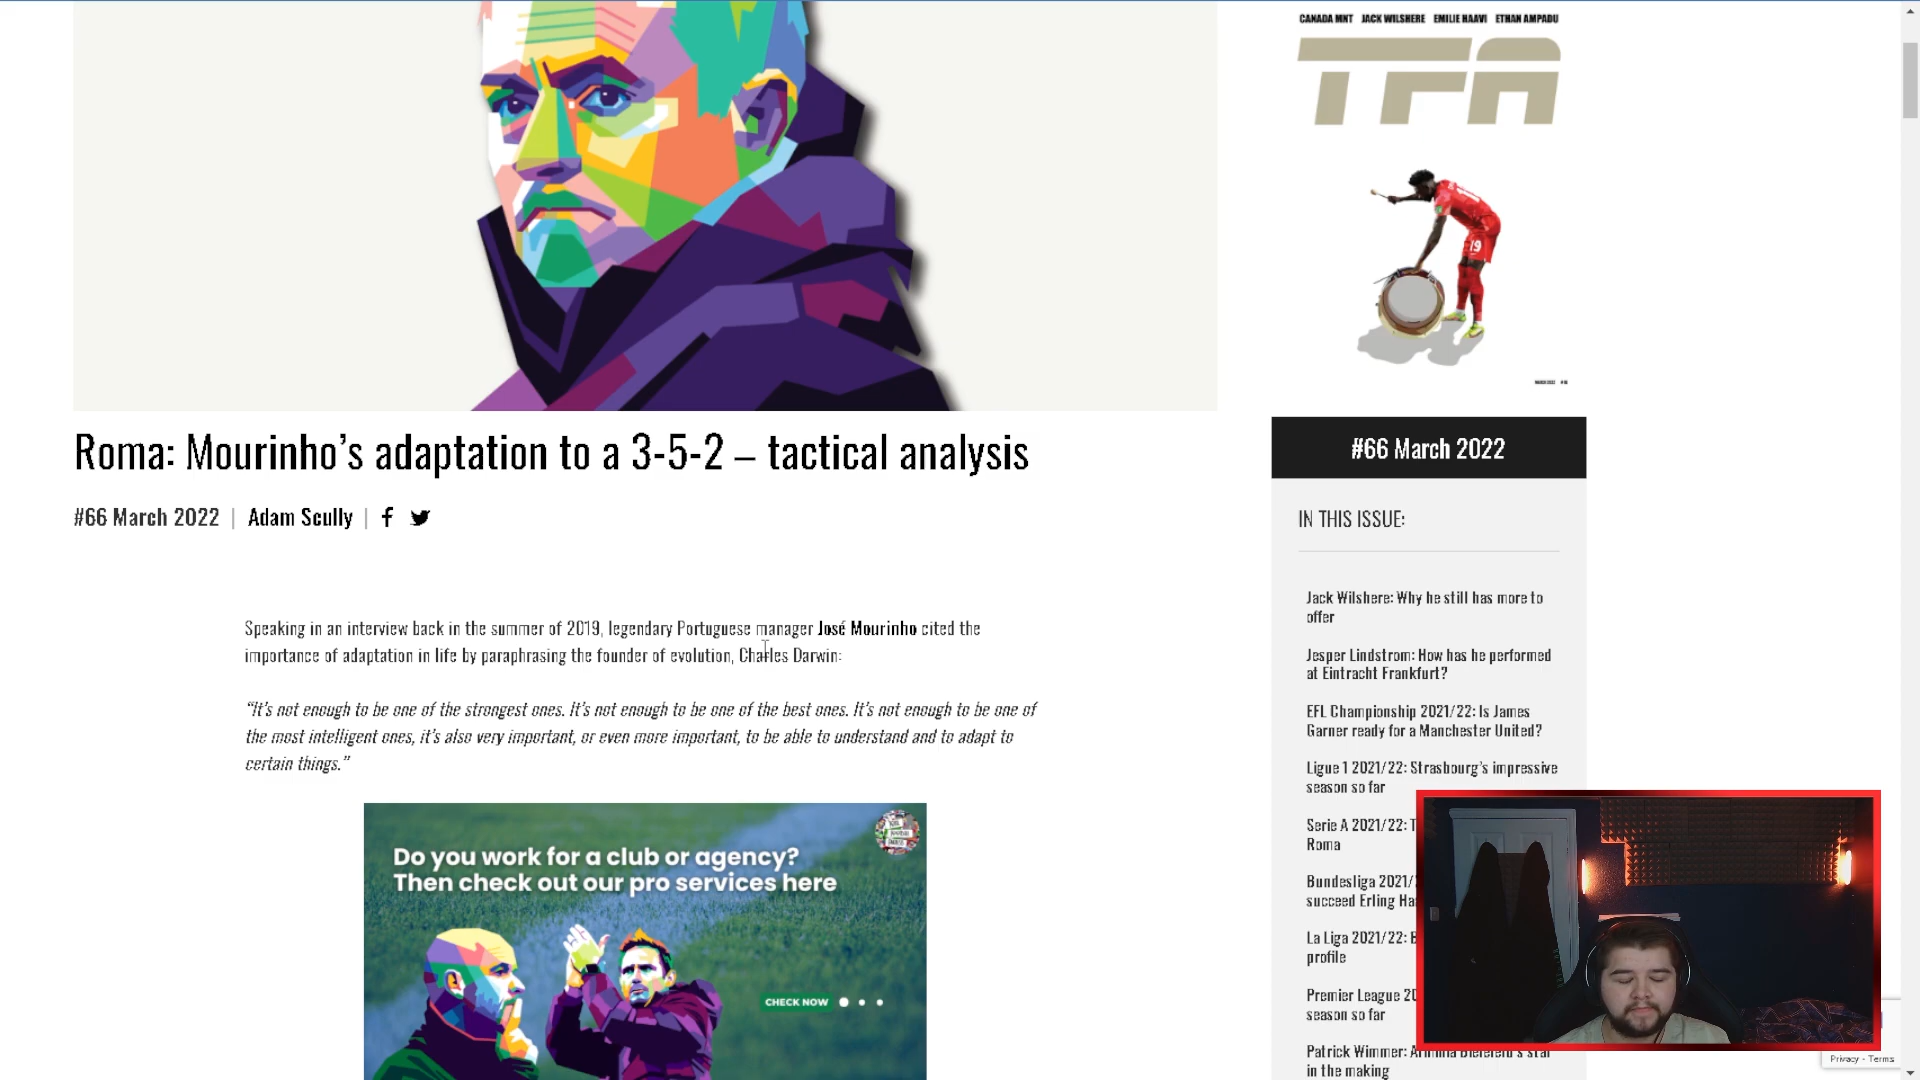 CANADA MNT JACK WILSHERE EMILIE HAAVI ETHAN AMPADU
TFA
19
Roma: Mourinho's adaptation to a 3-5-2 – tactical analysis
#66 March 2022 | Adam Scully |
Speaking in an interview back in the summer of 2019, legendary Portuguese manager José Mourinho cited the
importance of adaptation in life by paraphrasing the founder of evolution, Charles Darwin:
“It's not enough to be one of the strongest ones. It's not enough to be one of the best ones. It's not enough to be one of
the most intelligent ones, it's also very important, or even more important, to be able to understand and to adapt to
certain things.”
Do you work for a club or agency?
Then check out our pro services here
CHECK NOW
#66 March 2022
IN THIS ISSUE:
Jack Wilshere: Why he still has more to
offer
Jesper Lindstrom: How has he performed
at Eintracht Frankfurt?
EFL Championship 2021/22: Is James
Garner ready for a Manchester United?
Ligue 1 2021/22: Strasbourg's impressive
season so far
Serie A 2021/22: T
Roma
Bundesliga 2021/
succeed Erling Ha
La Liga 2021/22:
profile
Premier League 20
season so far
Patrick Wimmer: Arminia Bielefeld's star
in the making
Privacy - Terms